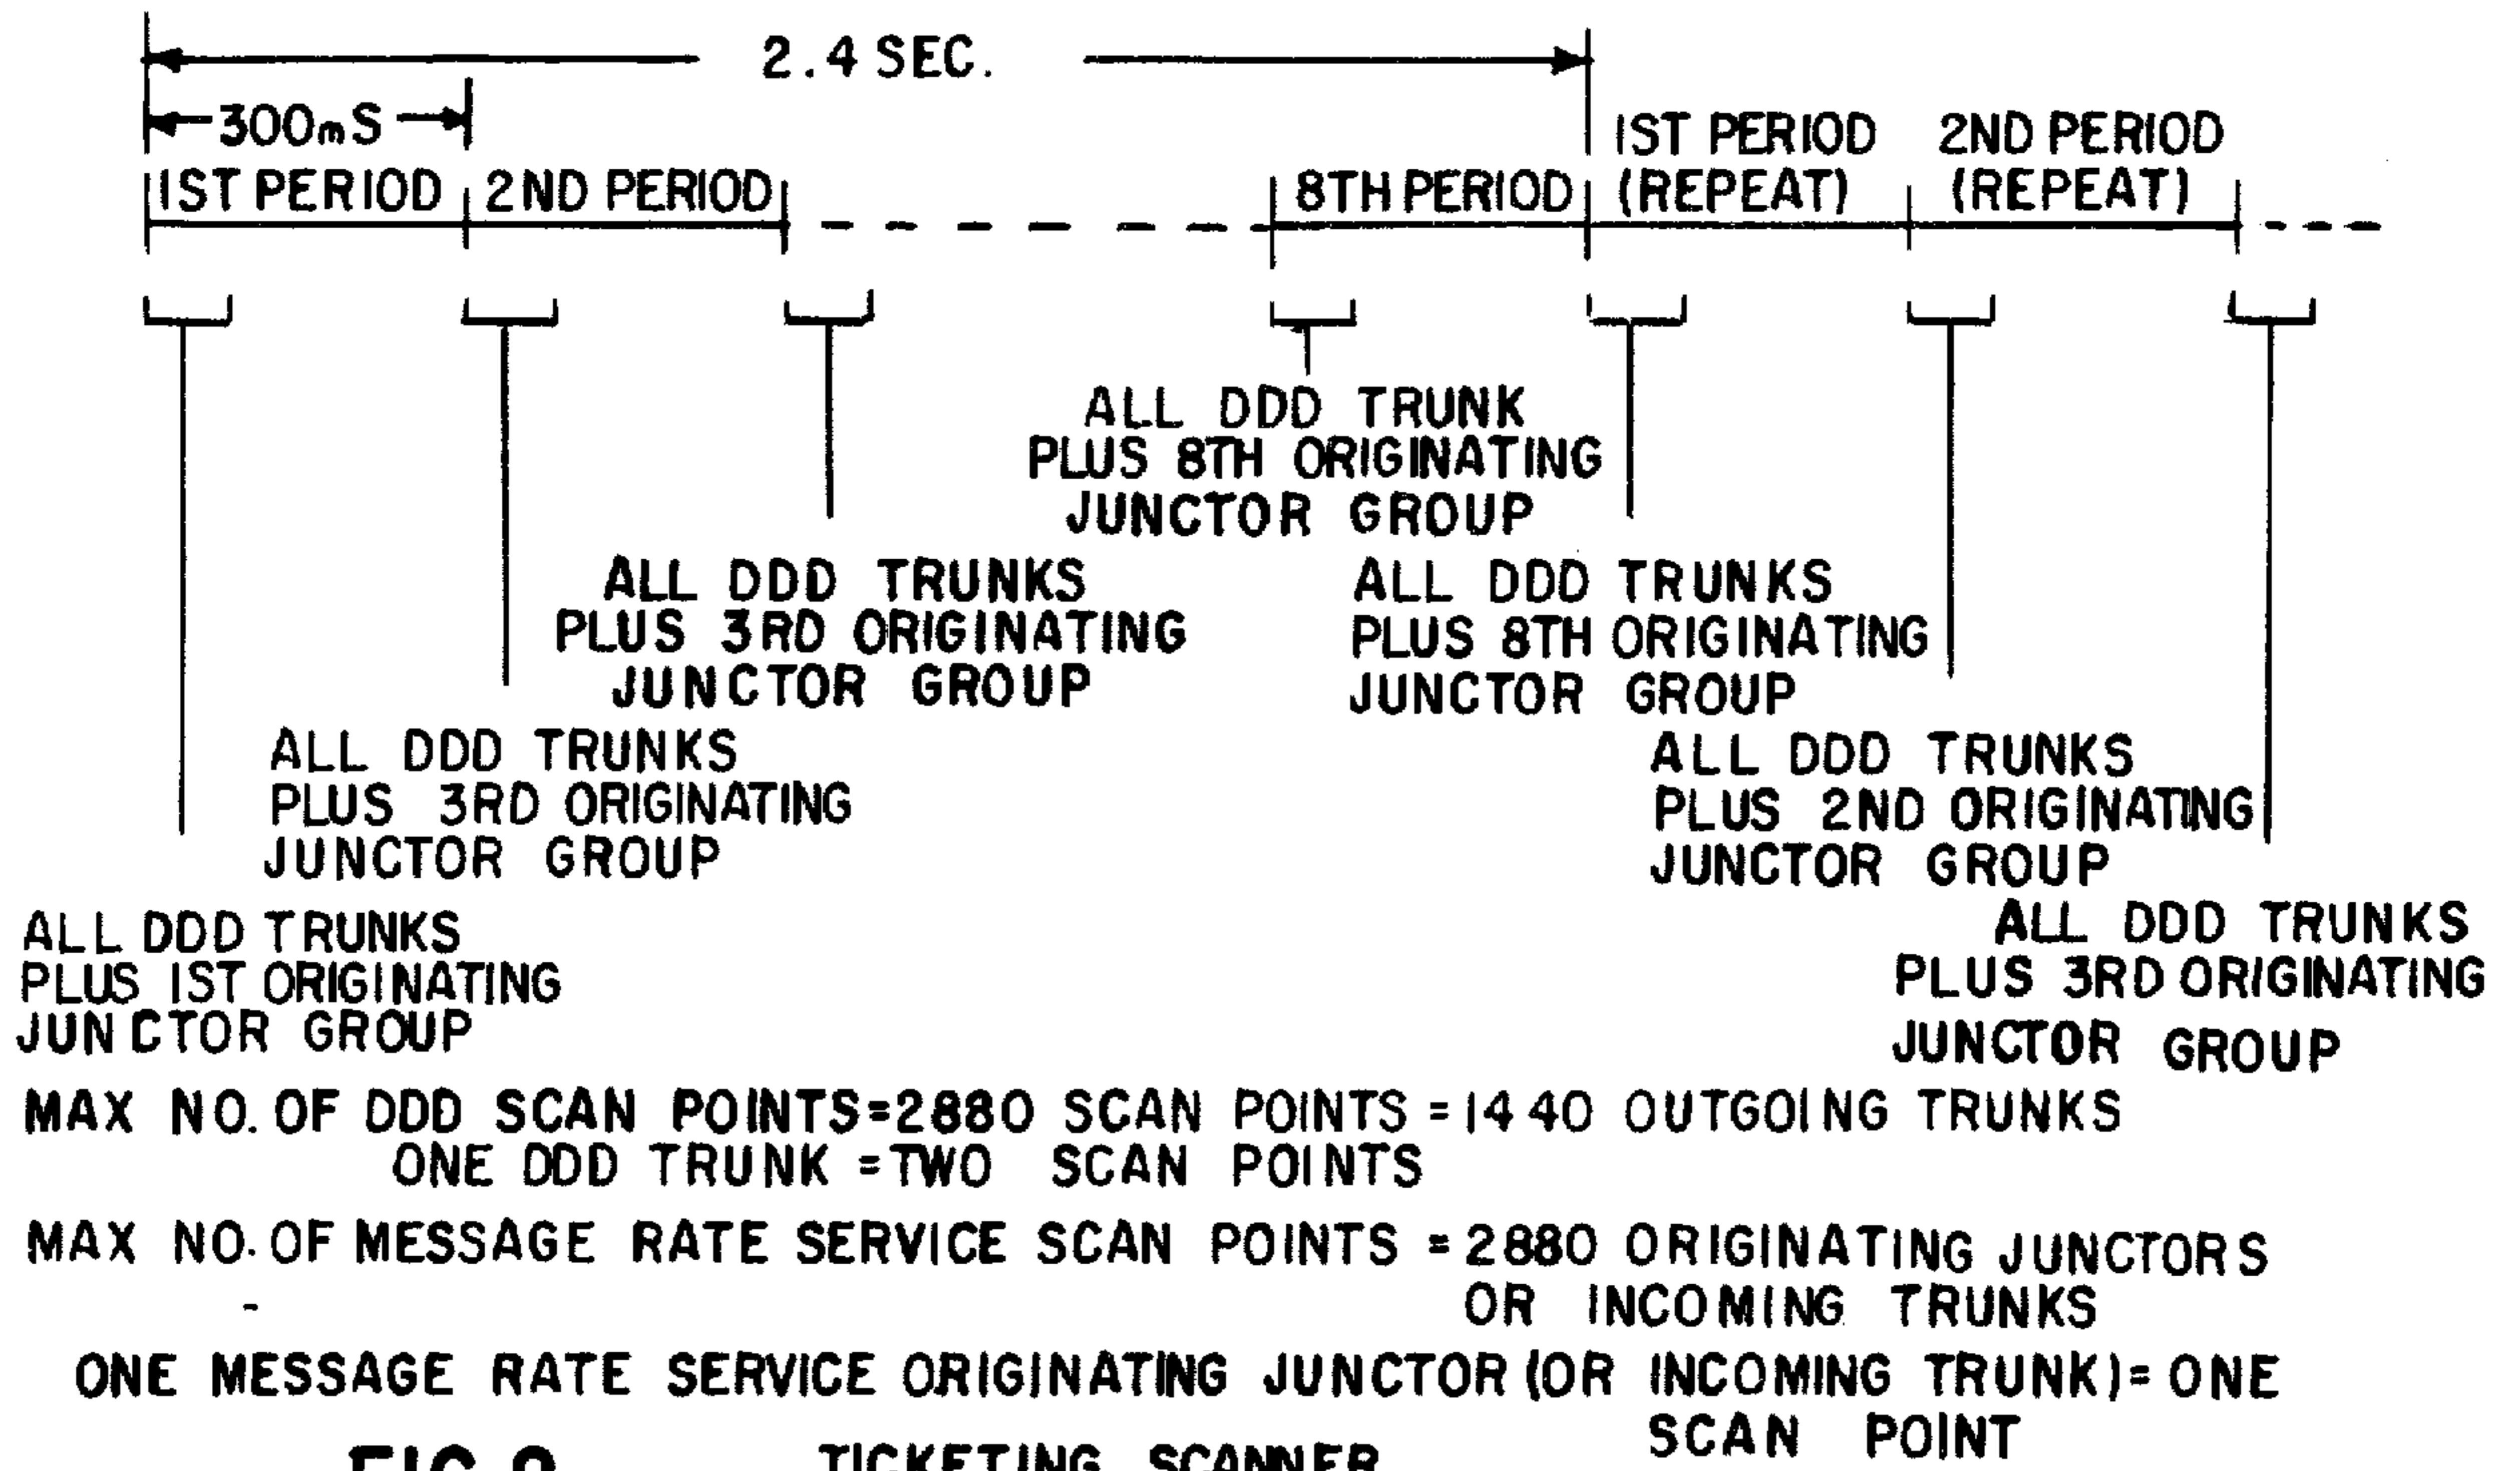 2.4 SEC.
300mS
1ST PERIOD
2ND PERIOD
8TH PERIOD
1ST PERIOD
(REPEAT)
2ND PERIOD
(REPEAT)
ALL DDD TRUNK
PLUS 8TH ORIGINATING
JUNCTOR GROUP
ALL DDD TRUNKS
PLUS 3RD ORIGINATING
JUNCTOR GROUP
ALL DDD TRUNKS
PLUS 8TH ORIGINATING
JUNCTOR GROUP
ALL DDD TRUNKS
PLUS 3RD ORIGINATING
JUNCTOR GROUP
ALL DDD TRUNKS
PLUS 2ND ORIGINATING
JUNCTOR GROUP
ALL DDD TRUNKS
PLUS 1ST ORIGINATING
JUNCTOR GROUP
ALL DDD TRUNKS
PLUS 3RD ORIGINATING
JUNCTOR GROUP
MAX NO. OF DDD SCAN POINTS=2880 SCAN POINTS =1440 OUTGOING TRUNKS
ONE DDD TRUNK =TWO SCAN POINTS
MAX NO. OF MESSAGE RATE SERVICE SCAN POINTS =2880 ORIGINATING JUNCTORS
OR INCOMING TRUNKS
ONE MESSAGE RATE SERVICE ORIGINATING JUNCTOR (OR INCOMING TRUNK)= ONE
SCAN POINT
TICKETING SCANNER